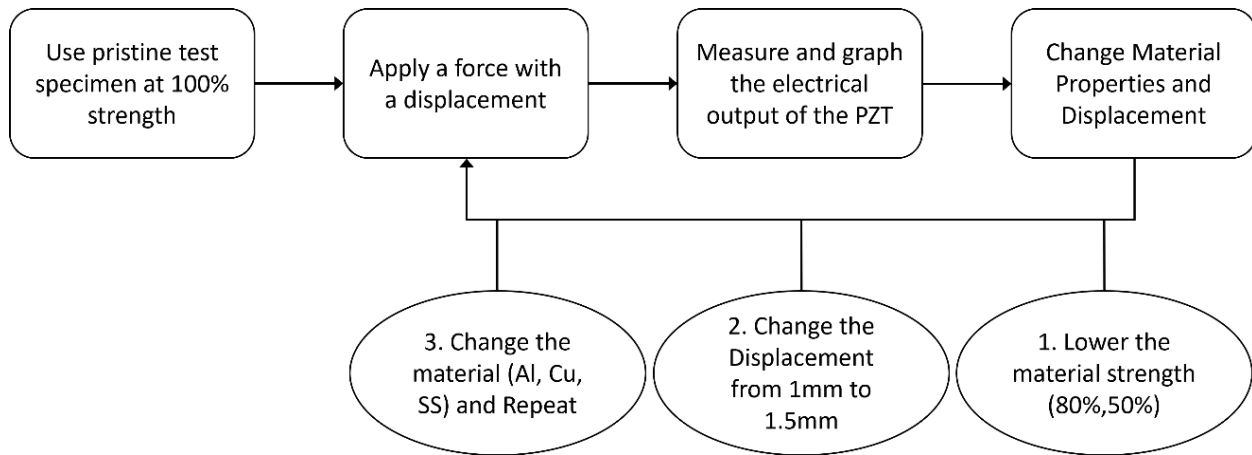 Use pristine test
specimen at 100%
strength
Apply a force with
a displacement
Measure and graph
the electrical
output of the PZT
Change Material
Properties and
Displacement
3. Change the
material (Al, Cu,
SS) and Repeat
2. Change the
Displacement
from 1mm to
1.5mm
1. Lower the
material strength
(80%,50%)